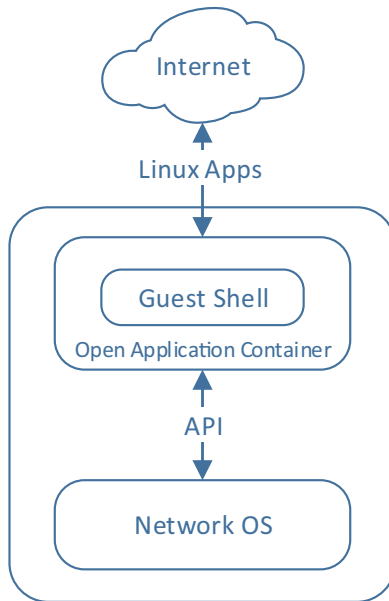 Internet
Linux Apps
Guest Shell
Open Application Container
API
Network OS